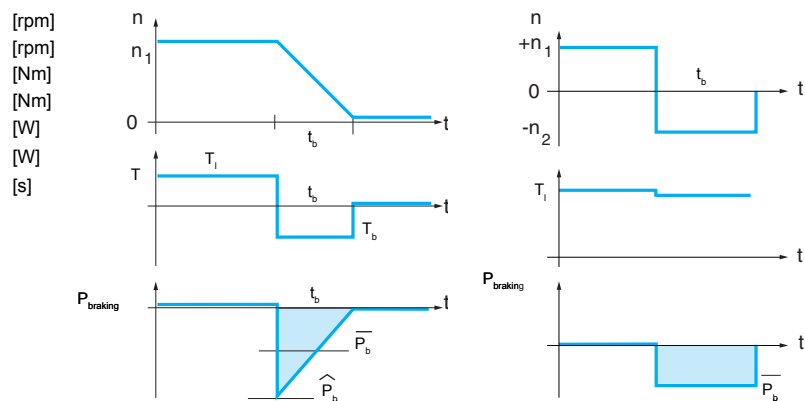 [rpm]
[rpm]
[Nm]
[Nm]
[W]
[W]
[s]
n
n1
0
tb
t
T
Tl
tb
t
Tb
Pbraking
tb
t
Pb
Pb
n
+n1
0
-n2
tb
t
Tl
t
Pbraking
t
Pb